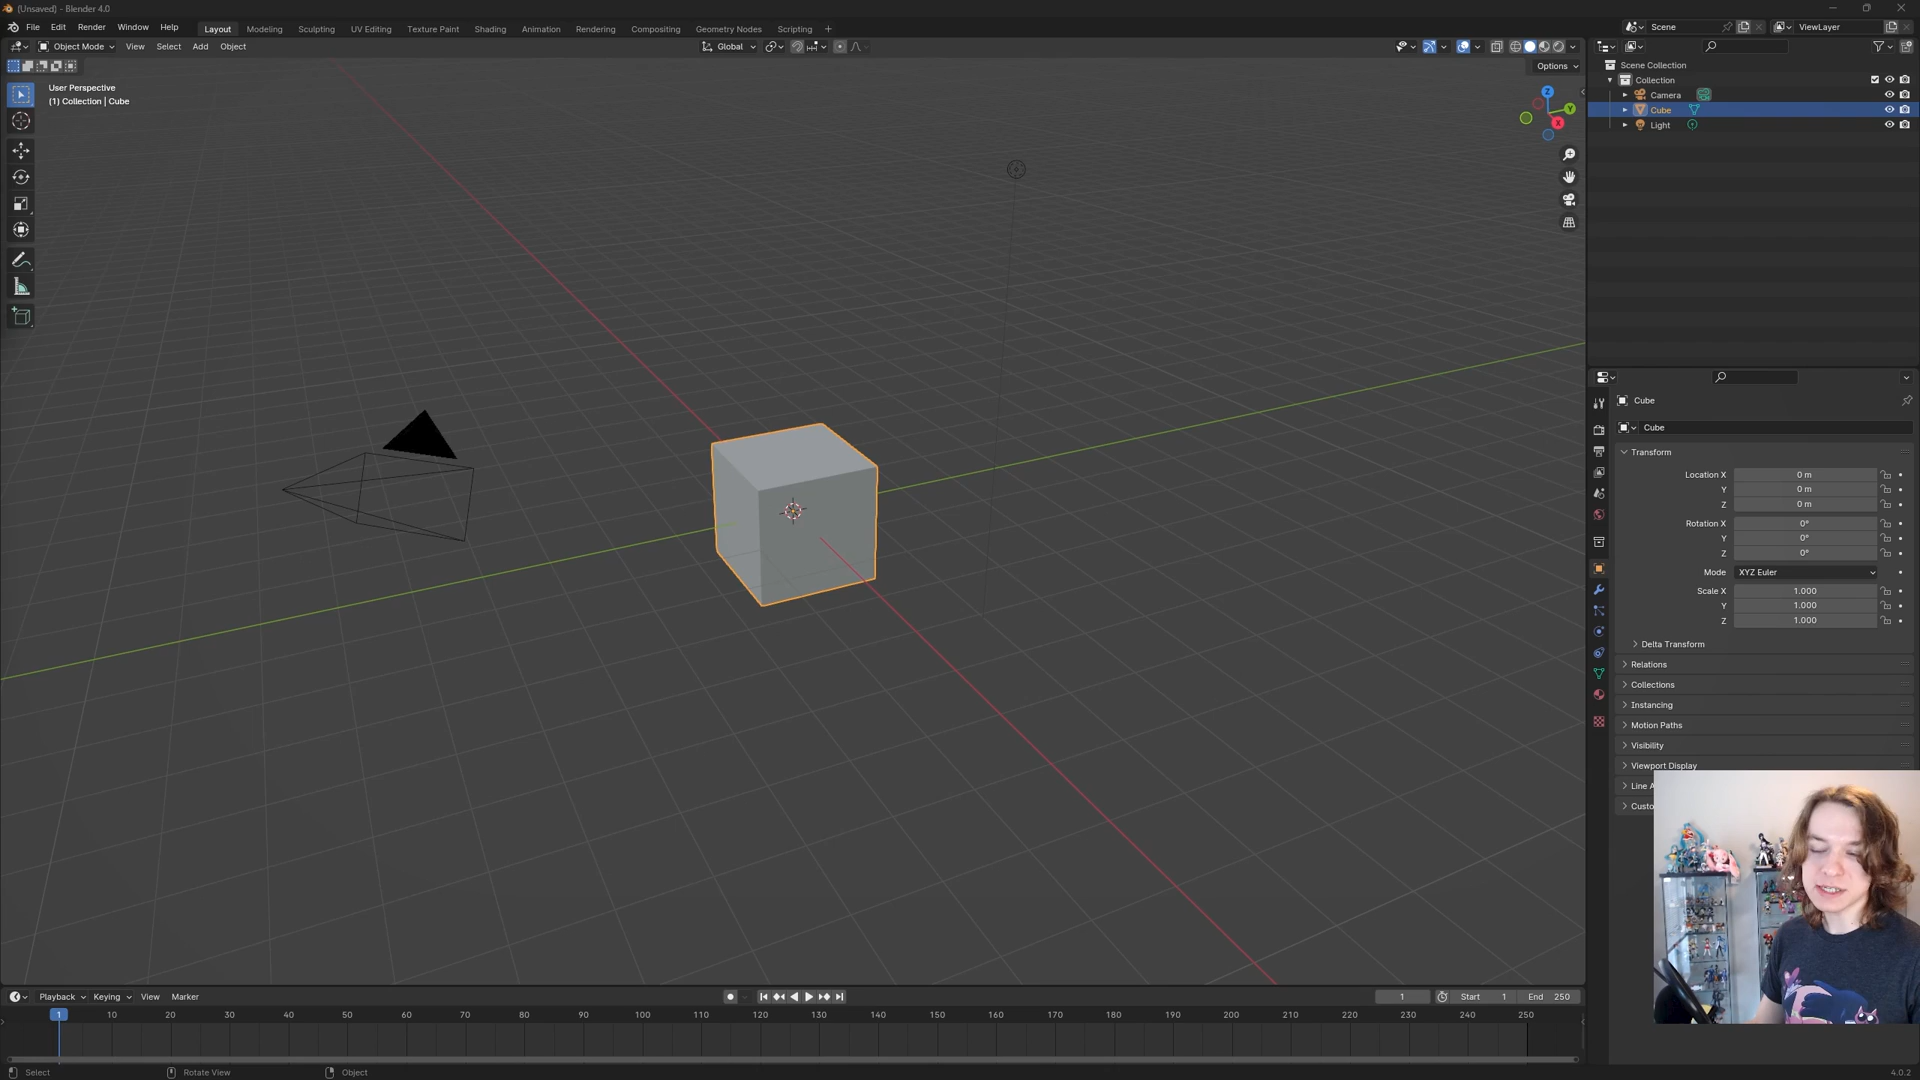 (Unsaved) - Blender 4.0
File Edit Render Window Help
Layout Modeling Sculpting UV Editing Texture Paint Shading Animation Rendering Compositing Geometry Nodes Scripting +
Scene
ViewLayer
Object Mode View Select Add Object
Global
Options
User Perspective
(1) Collection | Cube
Z
Y
X
Scene Collection
Collection
Camera
Cube
Light
Cube
Cube
Transform
Location X 0 m
Y 0 m
Z 0 m
Rotation X 0°
Y 0°
Z 0°
Mode XYZ Euler
Scale X 1.000
Y 1.000
Z 1.000
Delta Transform
Relations
Collections
Instancing
Motion Paths
Visibility
Viewport Display
Line A
Custo
Playback Keying View Marker
1 Start 1 End 250
1 10 20 30 40 50 60 70 80 90 100 110 120 130 140 150 160 170 180 190 200 210 220 230 240 250
Select Rotate View Object
4.0.2